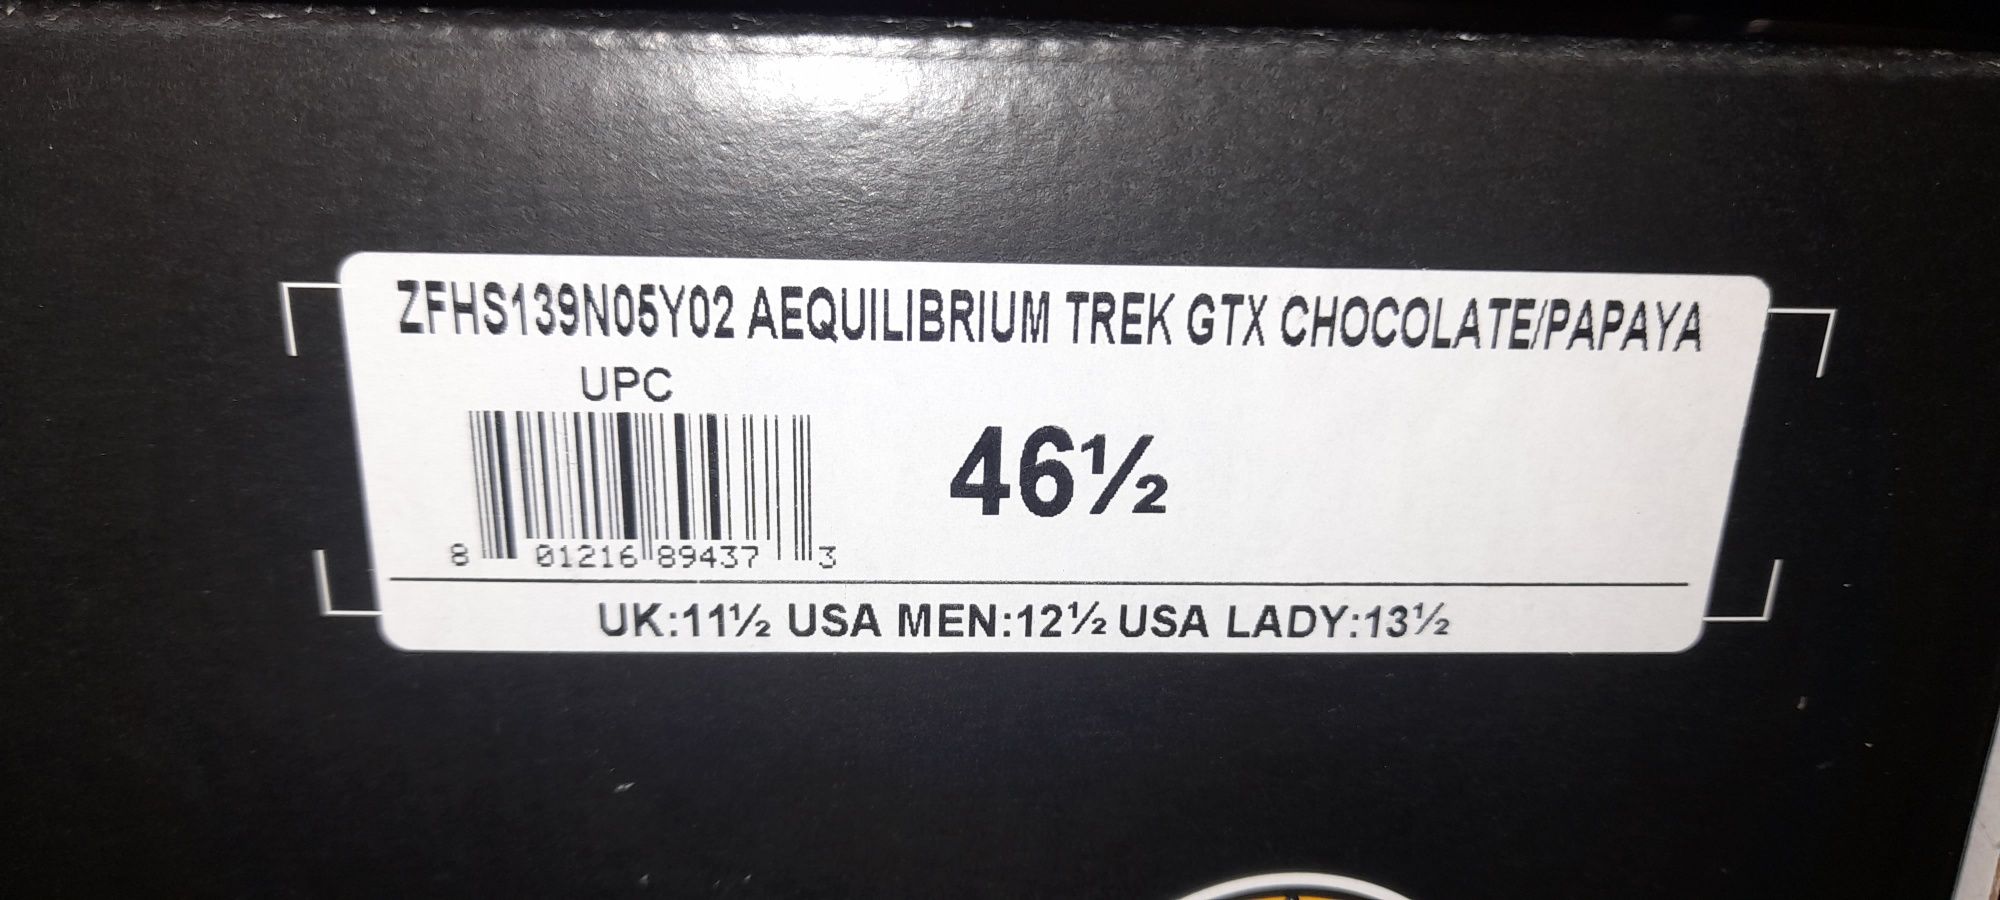 ZFHS139N05Y02 AEQUILIBRIUM TREK GTX CHOCOLATE/PAPAYA
UPC
46½
8 01216 89437 3
UK:11½ USA MEN:12½ USA LADY:13½